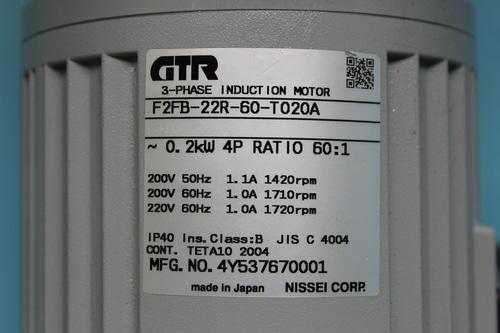 GTR
3-PHASE INDUCTION MOTOR
F2FB-22R-60-T020A
~ 0.2kW 4P RATIO 60:1
200V 50Hz 1.1A 1420rpm
200V 60Hz 1.0A 1710rpm
220V 60Hz 1.0A 1720rpm
IP40 Ins.Class:B JIS C 4004
CONT. TETA10 2004
MFG.NO.4Y537670001
made in Japan NISSEI CORP.